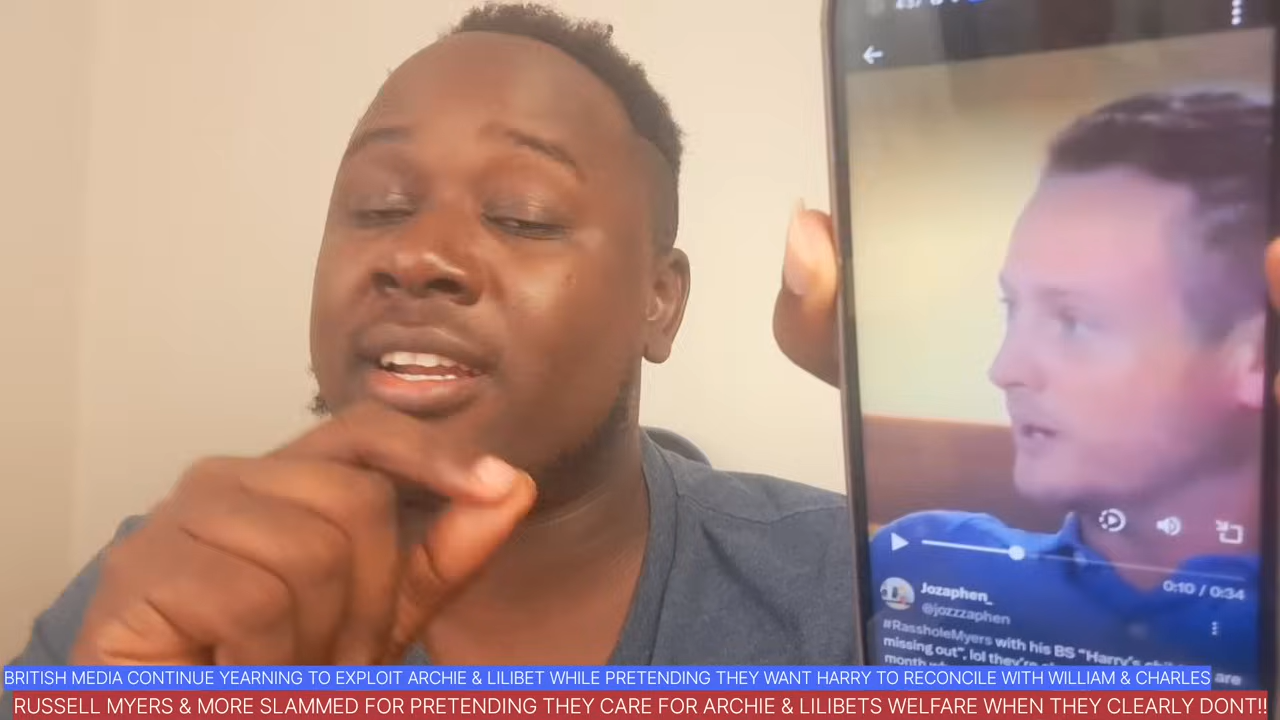 0:10 / 0:34
Jozaphen_
@jozzzaphen
#RassholeMyers with his BS "Harry's
missing out", lol they're
month
are
BRITISH MEDIA CONTINUE YEARNING TO EXPLOIT ARCHIE & LILIBET WHILE PRETENDING THEY WANT HARRY TO RECONCILE WITH WILLIAM & CHARLES
RUSSELL MYERS & MORE SLAMMED FOR PRETENDING THEY CARE FOR ARCHIE & LILIBETS WELFARE WHEN THEY CLEARLY DONT!!